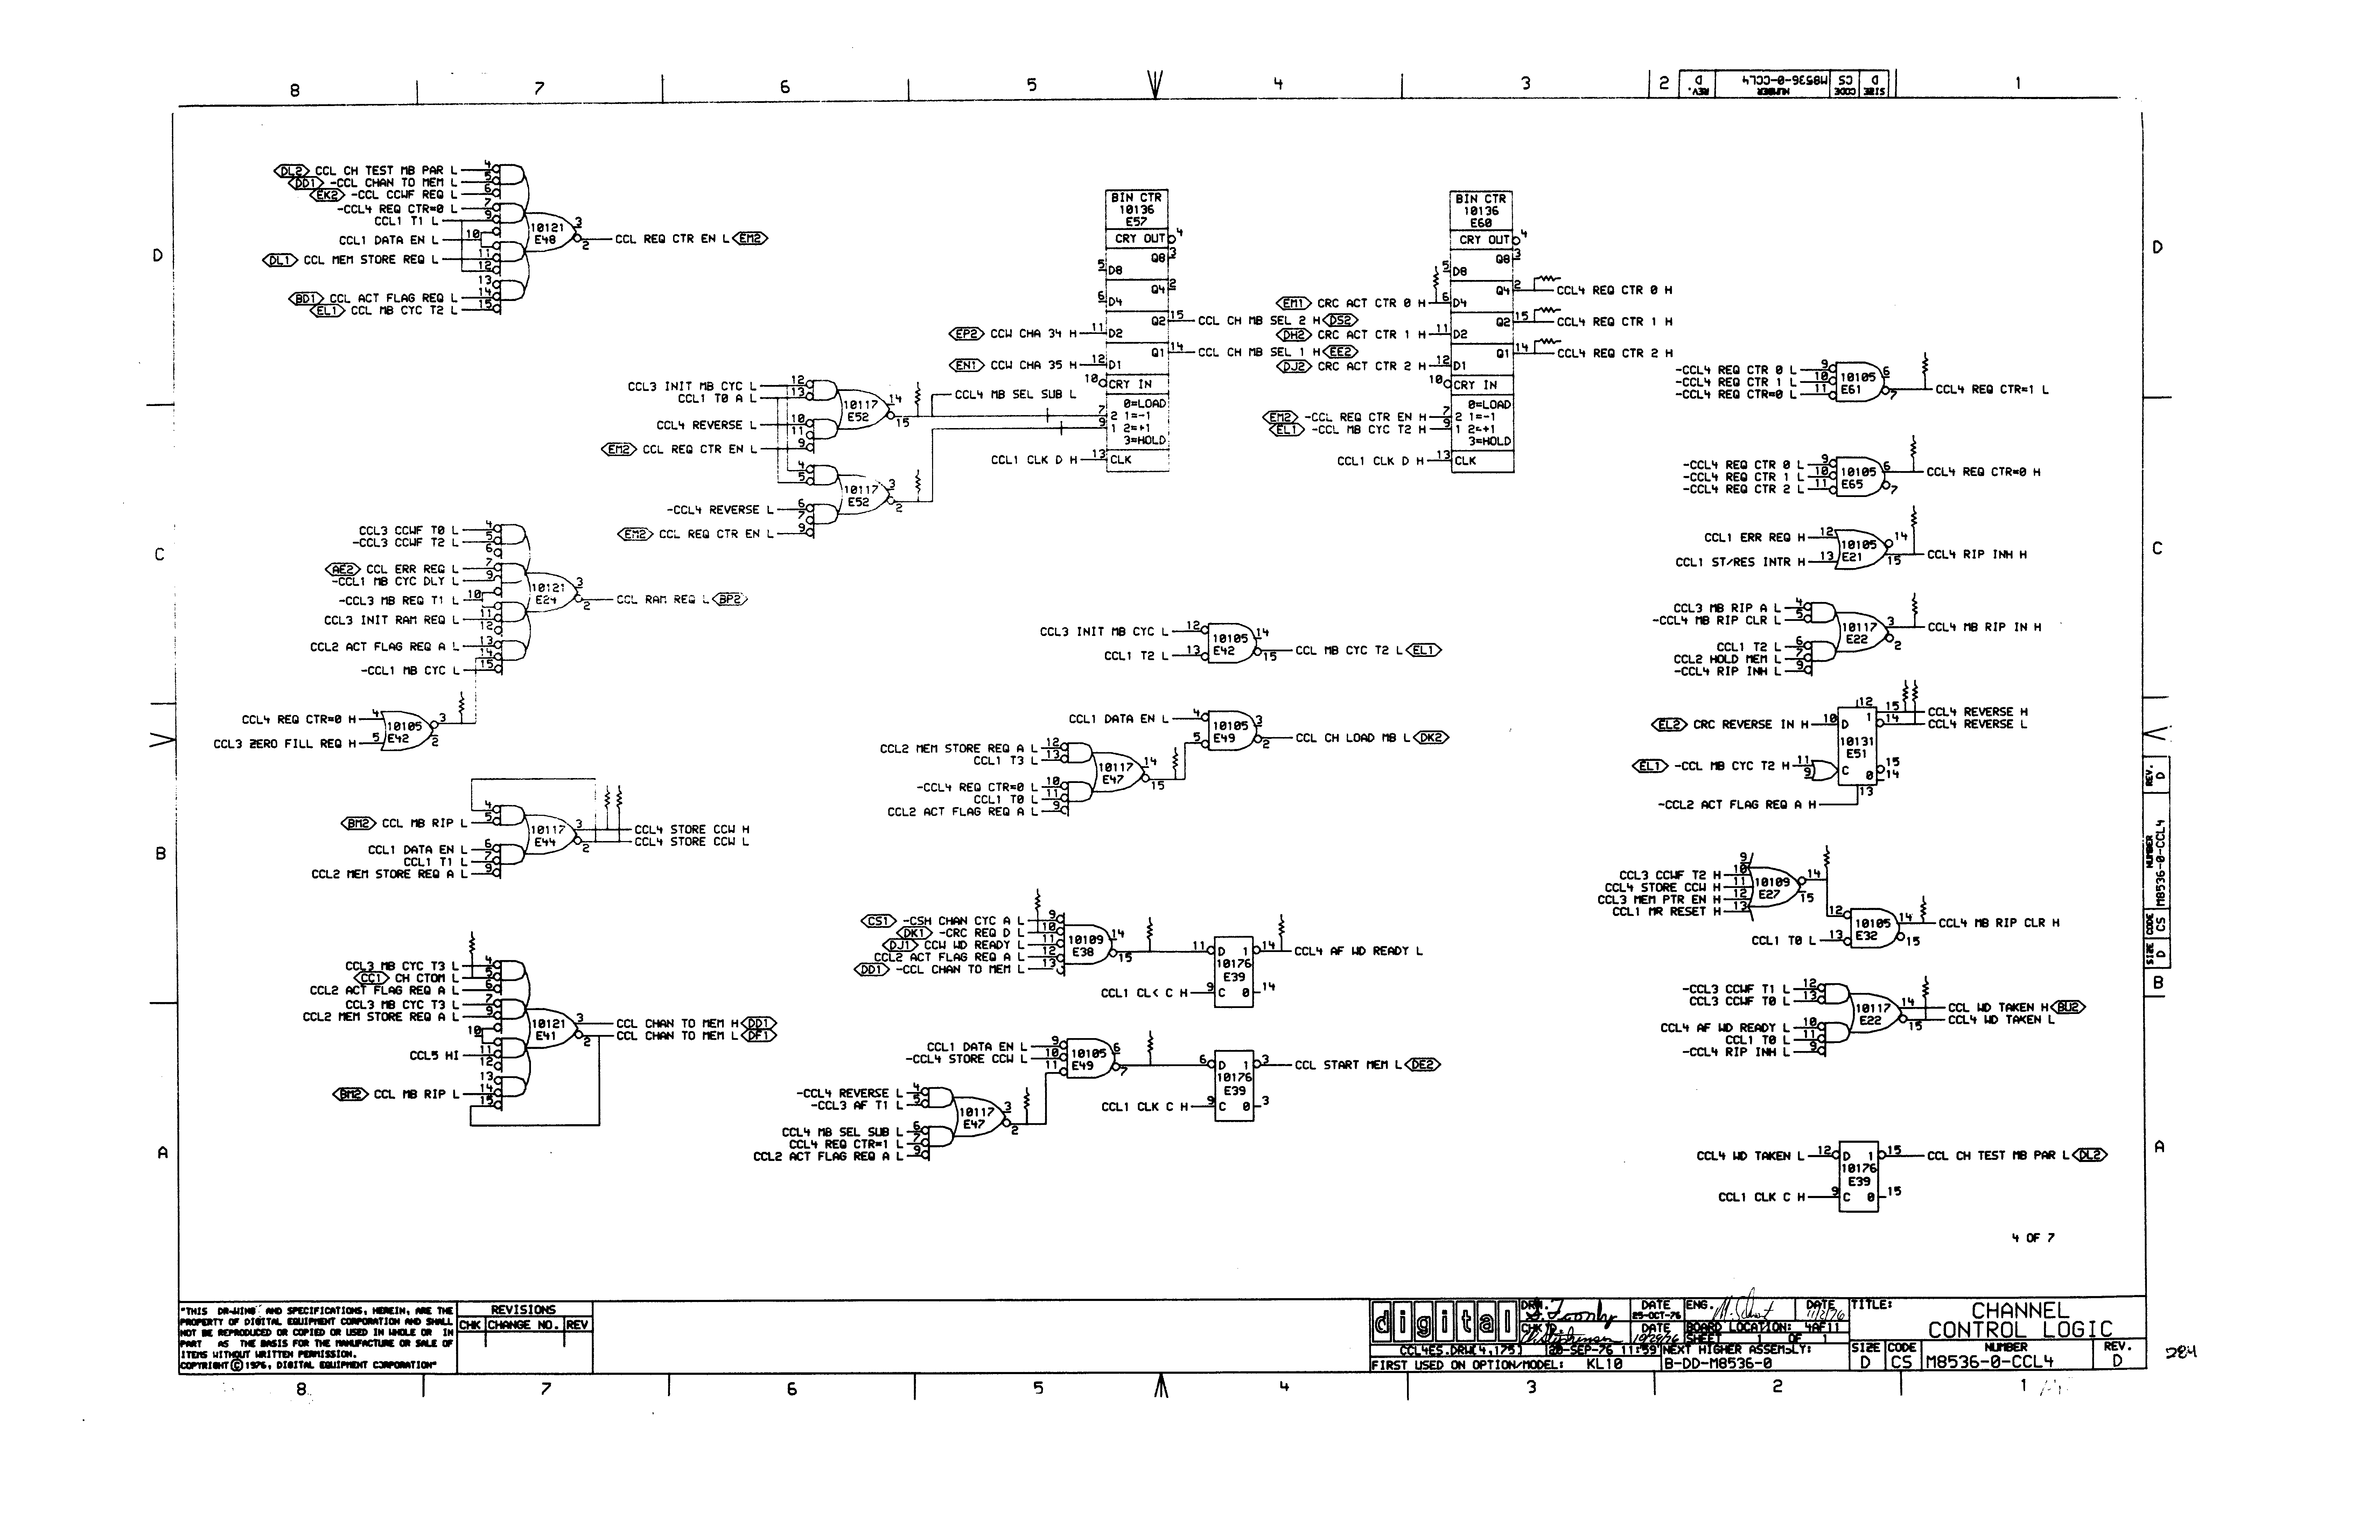 8 7 6 5 4 3 2 1
SIZE D CODE CS NUMBER M8536-0-CCL4 REV. D
D
C
B
A
DL2 CCL CH TEST MB PAR L 4
DD1 -CCL CHAN TO MEM L 5
EK2 -CCL CCWF REQ L 6
-CCL4 REQ CTR=0 L 7
CCL1 T1 L 9
CCL1 DATA EN L 10
DL1 CCL MEM STORE REQ L 11
12
13
BD1 CCL ACT FLAG REQ L 14
EL1 CCL MB CYC T2 L 15
10121
E48
3
2 CCL REQ CTR EN L EM2
CCL3 INIT MB CYC L 12
CCL1 T0 A L 13
CCL4 REVERSE L 10
11
EM2 CCL REQ CTR EN L 9
10117
E52
14
15
CCL4 MB SEL SUB L
4
5
-CCL4 REVERSE L 6
7
EM2 CCL REQ CTR EN L 9
10117
E52
3
2
BIN CTR
10136
E57
CRY OUT 4
Q8 3
5 D8
Q4 2
6 D4
Q2 15 CCL CH MB SEL 2 H DS2
EP2 CCW CHA 34 H 11 D2
Q1 14 CCL CH MB SEL 1 H EE2
EN1 CCW CHA 35 H 12 D1
10 CRY IN
0=LOAD
7 2 1=-1
9 1 2=+1
3=HOLD
CCL1 CLK D H 13 CLK
BIN CTR
10136
E60
CRY OUT 4
Q8 3
5 D8
Q4 2 CCL4 REQ CTR 0 H
EM1 CRC ACT CTR 0 H 6 D4
Q2 15 CCL4 REQ CTR 1 H
DH2 CRC ACT CTR 1 H 11 D2
Q1 14 CCL4 REQ CTR 2 H
DJ2 CRC ACT CTR 2 H 12 D1
10 CRY IN
0=LOAD
EM2 -CCL REQ CTR EN H 7 2 1=-1
EL1 -CCL MB CYC T2 H 9 1 2=+1
3=HOLD
CCL1 CLK D H 13 CLK
-CCL4 REQ CTR 0 L 9
-CCL4 REQ CTR 1 L 10
-CCL4 REQ CTR=0 L 11
10105
E61
6
7 CCL4 REQ CTR=1 L
-CCL4 REQ CTR 0 L 9
-CCL4 REQ CTR 1 L 10
-CCL4 REQ CTR 2 L 11
10105
E65
6 CCL4 REQ CTR=0 H
7
CCL1 ERR REQ H 12
CCL1 ST/RES INTR H 13
10105
E21
14
15 CCL4 RIP INH H
CCL3 MB RIP A L 4
-CCL4 MB RIP CLR L 5
CCL1 T2 L 6
CCL2 HOLD MEM L 7
-CCL4 RIP INH L 9
10117
E22
3 CCL4 MB RIP IN H
2
12
EL2 CRC REVERSE IN H 10 D 1
15 CCL4 REVERSE H
14 CCL4 REVERSE L
10131
E51
EL1 -CCL MB CYC T2 H 11
9
C 0
15
14
13
-CCL2 ACT FLAG REQ A H
CCL3 CCWF T0 L 4
-CCL3 CCWF T2 L 5
6
AE2 CCL ERR REQ L 7
-CCL1 MB CYC DLY L 9
-CCL3 MB REQ T1 L 10
CCL3 INIT RAM REQ L 11
12
CCL2 ACT FLAG REQ A L 13
14
-CCL1 MB CYC L 15
10121
E24
3
2 CCL RAM REQ L BP2
CCL4 REQ CTR=0 H 4
CCL3 ZERO FILL REQ H 5
10105
E42
3
2
CCL3 INIT MB CYC L 12
CCL1 T2 L 13
10105
E42
14
15 CCL MB CYC T2 L EL1
CCL1 DATA EN L 4
5
10105
E49
3
2 CCL CH LOAD MB L DK2
CCL2 MEM STORE REQ A L 12
CCL1 T3 L 13
-CCL4 REQ CTR=0 L 10
CCL1 T0 L 11
CCL2 ACT FLAG REQ A L 9
10117
E47
14
15
BM2 CCL MB RIP L 5
4
CCL1 DATA EN L 6
CCL1 T1 L 7
CCL2 MEM STORE REQ A L 9
10117
E44
3 CCL4 STORE CCW H
2 CCL4 STORE CCW L
CCL3 MB CYC T3 L 4
CC1 CH CTOM L 5
CCL2 ACT FLAG REQ A L 6
CCL3 MB CYC T3 L 7
CCL2 MEM STORE REQ A L 9
10
CCL5 HI 11
12
13
BM2 CCL MB RIP L 14
15
10121
E41
3 CCL CHAN TO MEM H DD1
2 CCL CHAN TO MEM L DF1
CS1 -CSH CHAN CYC A L 9
DK1 -CRC REQ D L 10
DJ1 CCW WD READY L 11
CCL2 ACT FLAG REQ A L 12
DD1 -CCL CHAN TO MEM L 13
10109
E38
14
15
11 D 1 14 CCL4 AF WD READY L
10176
E39
CCL1 CLK C H 9 C 0 14
CCL1 DATA EN L 9
-CCL4 STORE CCW L 10
11
10105
E49
6
7
6 D 1 3 CCL START MEM L DE2
10176
E39
CCL1 CLK C H 9 C 0 3
-CCL4 REVERSE L 4
-CCL3 AF T1 L 5
CCL4 MB SEL SUB L 6
CCL4 REQ CTR=1 L 7
CCL2 ACT FLAG REQ A L 9
10117
E47
3
2
9
CCL3 CCWF T2 H 10
CCL4 STORE CCW H 11
CCL3 MEM PTR EN H 12
CCL1 MR RESET H 13
10109
E27
14
15
12
CCL1 T0 L 13
10105
E32
14 CCL4 MB RIP CLR H
15
-CCL3 CCWF T1 L 12
CCL3 CCWF T0 L 13
CCL4 AF WD READY L 10
CCL1 T0 L 11
-CCL4 RIP INH L 9
10117
E22
14 CCL WD TAKEN H BU2
15 CCL4 WD TAKEN L
CCL4 WD TAKEN L 12 D 1 15 CCL CH TEST MB PAR L DL2
10176
E39
CCL1 CLK C H 9 C 0 15
4 OF 7
D
C
B
A
SIZE D CODE CS NUMBER M8536-0-CCL4 REV. D
"THIS DRAWING AND SPECIFICATIONS, HEREIN, ARE THE
PROPERTY OF DIGITAL EQUIPMENT CORPORATION AND SHALL
NOT BE REPRODUCED OR COPIED OR USED IN WHOLE OR IN
PART AS THE BASIS FOR THE MANUFACTURE OR SALE OF
ITEMS WITHOUT WRITTEN PERMISSION.
COPYRIGHT © 1976, DIGITAL EQUIPMENT CORPORATION"
REVISIONS
CHK CHANGE NO. REV
digital
DRN. DATE 25-OCT-76
CHK'D. DATE 10/29/76
ENG. DATE 11/2/76
BOARD LOCATION: 4AF11
SHEET 1 OF 1
CCL4ES.DRW[4,175] 20-SEP-76 11:59 NEXT HIGHER ASSEMBLY:
FIRST USED ON OPTION/MODEL: KL10 B-DD-M8536-0
TITLE: CHANNEL
CONTROL LOGIC
SIZE D CODE CS NUMBER M8536-0-CCL4 REV. D
284
8 7 6 5 4 3 2 1